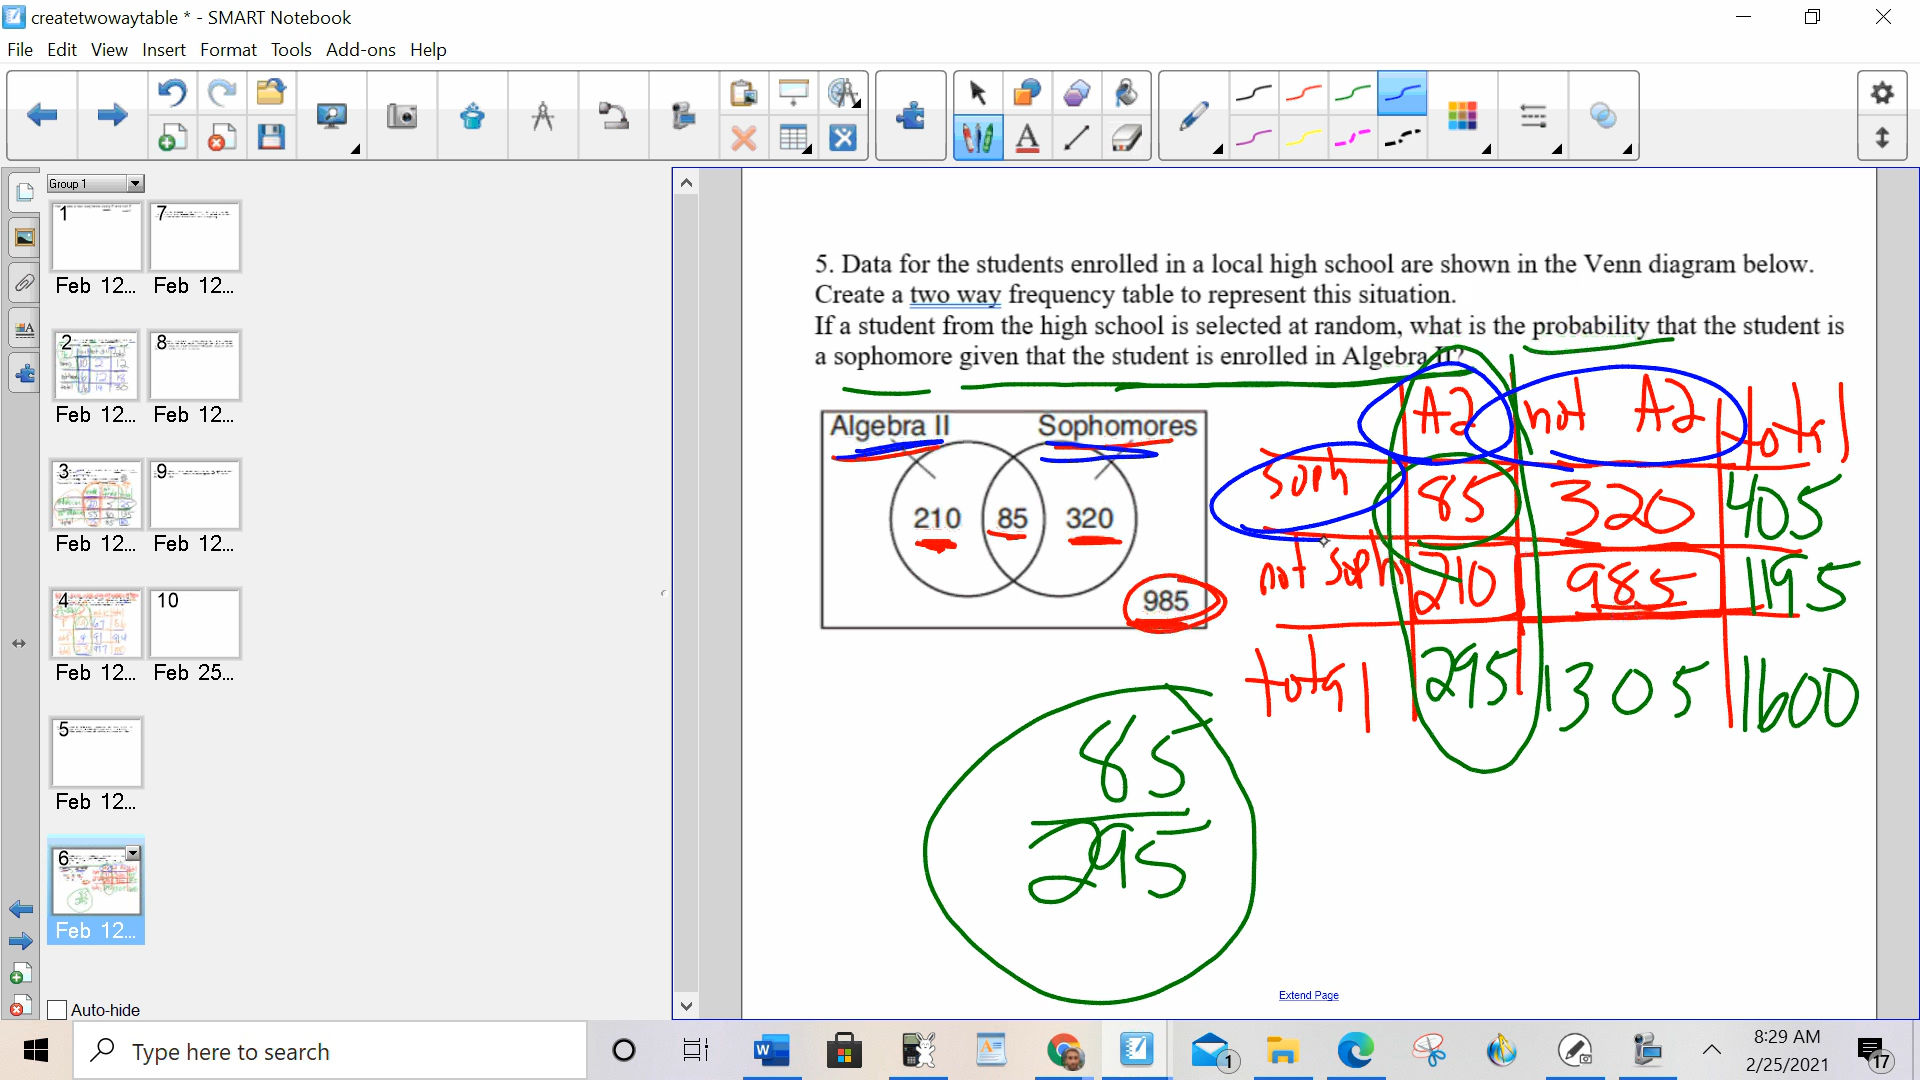 createtwowaytable * - SMART Notebook
File Edit View Insert Format Tools Add-ons Help
Group 1
1 7
Feb 12... Feb 12...
2 8
Feb 12... Feb 12...
3 9
Feb 12... Feb 12...
4 10
Feb 12... Feb 25...
5
Feb 12...
6
Feb 12...
Auto-hide
5. Data for the students enrolled in a local high school are shown in the Venn diagram below.
Create a two way frequency table to represent this situation.
If a student from the high school is selected at random, what is the probability that the student is
a sophomore given that the student is enrolled in Algebra II?
Algebra II Sophomores
210 85 320
985
A2 not A2 total
soph 85 320 405
not soph 210 985 1195
total 295 1305 1600
85
295
Extend Page
Type here to search
1
8:29 AM
2/25/2021
17